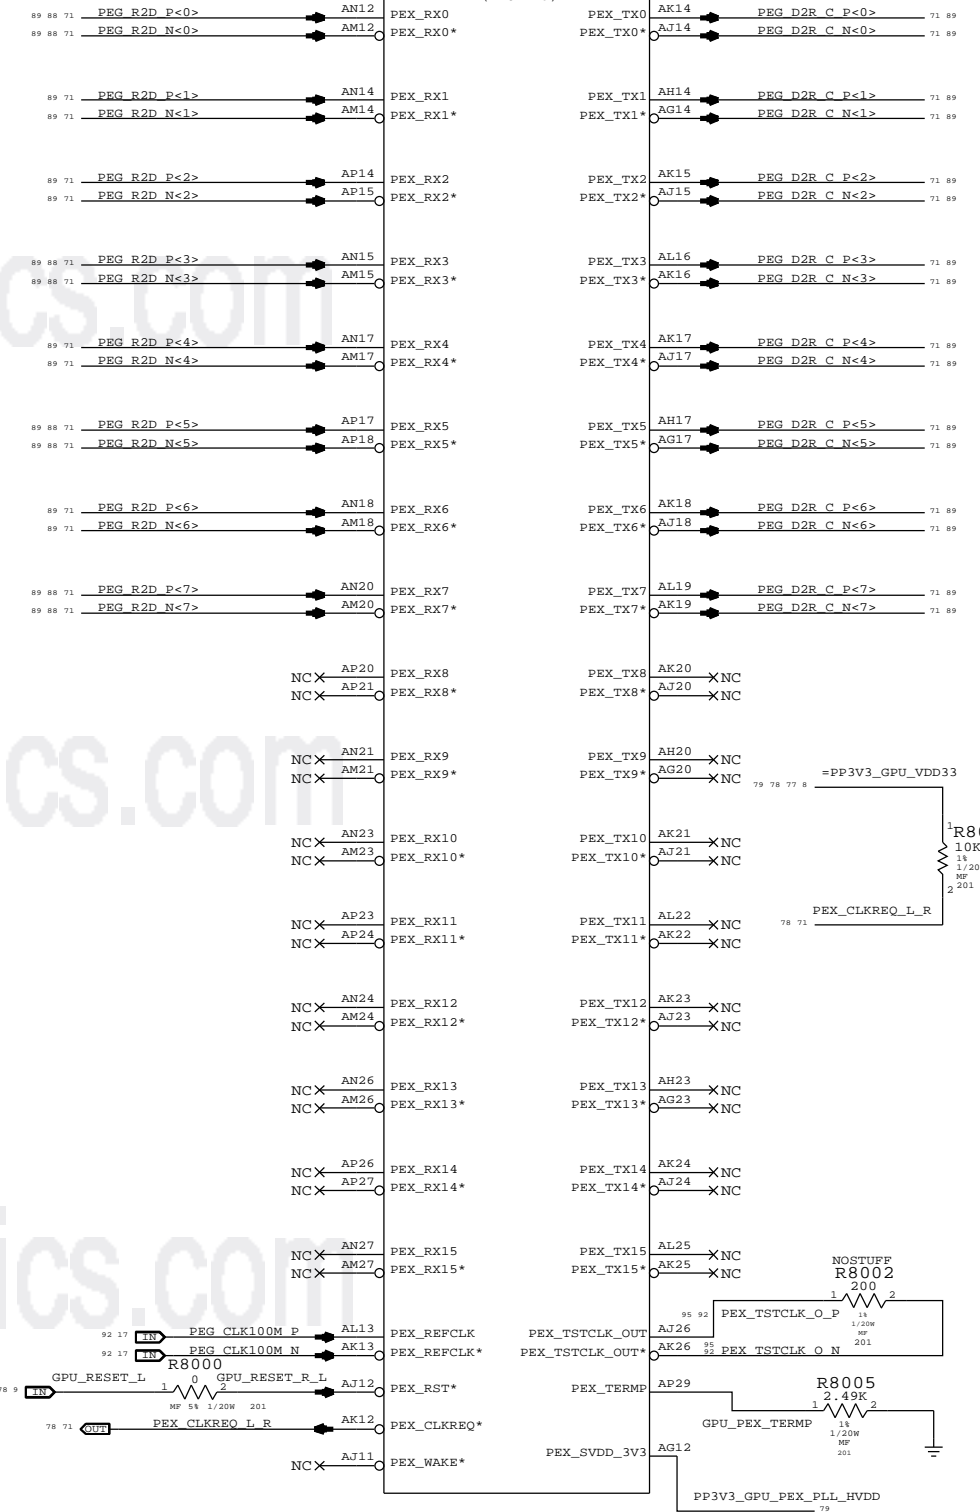 89 88 71 PEG_R2D_P<0> AN12 PEX_RX0 PEX_TX0 AK14 PEG_D2R_C_P<0> 71 89
89 88 71 PEG_R2D_N<0> AM12 PEX_RX0* PEX_TX0* AJ14 PEG_D2R_C_N<0> 71 89
89 71 PEG_R2D_P<1> AN14 PEX_RX1 PEX_TX1 AH14 PEG_D2R_C_P<1> 71 89
89 71 PEG_R2D_N<1> AM14 PEX_RX1* PEX_TX1* AG14 PEG_D2R_C_N<1> 71 89
89 71 PEG_R2D_P<2> AP14 PEX_RX2 PEX_TX2 AK15 PEG_D2R_C_P<2> 71 89
89 71 PEG_R2D_N<2> AP15 PEX_RX2* PEX_TX2* AJ15 PEG_D2R_C_N<2> 71 89
89 88 71 PEG_R2D_P<3> AN15 PEX_RX3 PEX_TX3 AL16 PEG_D2R_C_P<3> 71 89
89 88 71 PEG_R2D_N<3> AM15 PEX_RX3* PEX_TX3* AK16 PEG_D2R_C_N<3> 71 89
cs.com
89 71 PEG_R2D_P<4> AN17 PEX_RX4 PEX_TX4 AK17 PEG_D2R_C_P<4> 71 89
89 71 PEG_R2D_N<4> AM17 PEX_RX4* PEX_TX4* AJ17 PEG_D2R_C_N<4> 71 89
89 88 71 PEG_R2D_P<5> AP17 PEX_RX5 PEX_TX5 AH17 PEG_D2R_C_P<5> 71 89
89 88 71 PEG_R2D_N<5> AP18 PEX_RX5* PEX_TX5* AG17 PEG_D2R_C_N<5> 71 89
89 71 PEG_R2D_P<6> AN18 PEX_RX6 PEX_TX6 AK18 PEG_D2R_C_P<6> 71 89
89 71 PEG_R2D_N<6> AM18 PEX_RX6* PEX_TX6* AJ18 PEG_D2R_C_N<6> 71 89
89 88 71 PEG_R2D_P<7> AN20 PEX_RX7 PEX_TX7 AL19 PEG_D2R_C_P<7> 71 89
89 88 71 PEG_R2D_N<7> AM20 PEX_RX7* PEX_TX7* AK19 PEG_D2R_C_N<7> 71 89
NC AP20 PEX_RX8 PEX_TX8 AK20 NC
NC AP21 PEX_RX8* PEX_TX8* AJ20 NC
NC AN21 PEX_RX9 PEX_TX9 AH20 NC
NC AM21 PEX_RX9* PEX_TX9* AG20 NC
cs.com
=PP3V3_GPU_VDD33
79 78 77 8
NC AN23 PEX_RX10 PEX_TX10 AK21 NC
NC AM23 PEX_RX10* PEX_TX10* AJ21 NC
1
10K
1%
MF
2 201
NC AP23 PEX_RX11 PEX_TX11 AL22 NC
NC AP24 PEX_RX11* PEX_TX11* AK22 NC
PEX_CLKREQ_L_R
78 71
NC AN24 PEX_RX12 PEX_TX12 AK23 NC
NC AM24 PEX_RX12* PEX_TX12* AJ23 NC
NC AN26 PEX_RX13 PEX_TX13 AH23 NC
NC AM26 PEX_RX13* PEX_TX13* AG23 NC
NC AP26 PEX_RX14 PEX_TX14 AK24 NC
NC AP27 PEX_RX14* PEX_TX14* AJ24 NC
NC AN27 PEX_RX15 PEX_TX15 AL25 NC
NC AM27 PEX_RX15* PEX_TX15* AK25 NC
ics.com
NOSTUFF
R8002
200
1 2
1%
1/20W
MF
201
92 17 IN PEG_CLK100M_P AL13 PEX_REFCLK PEX_TSTCLK_OUT AJ26 95 92 PEX_TSTCLK_O_P
92 17 IN PEG_CLK100M_N AK13 PEX_REFCLK* PEX_TSTCLK_OUT* AK26 95 92 PEX_TSTCLK_O_N
R8000
78 9 IN GPU_RESET_L 1 0 2 GPU_RESET_R_L AJ12 PEX_RST* PEX_TERMP AP29
MF 5% 1/20W 201
R8005
2.49K
1 2
GPU_PEX_TERMP
1%
1/20W
MF
201
78 71 OUT PEX_CLKREQ_L_R AK12 PEX_CLKREQ*
PEX_SVDD_3V3 AG12
NC AJ11 PEX_WAKE*
PP3V3_GPU_PEX_PLL_HVDD
79